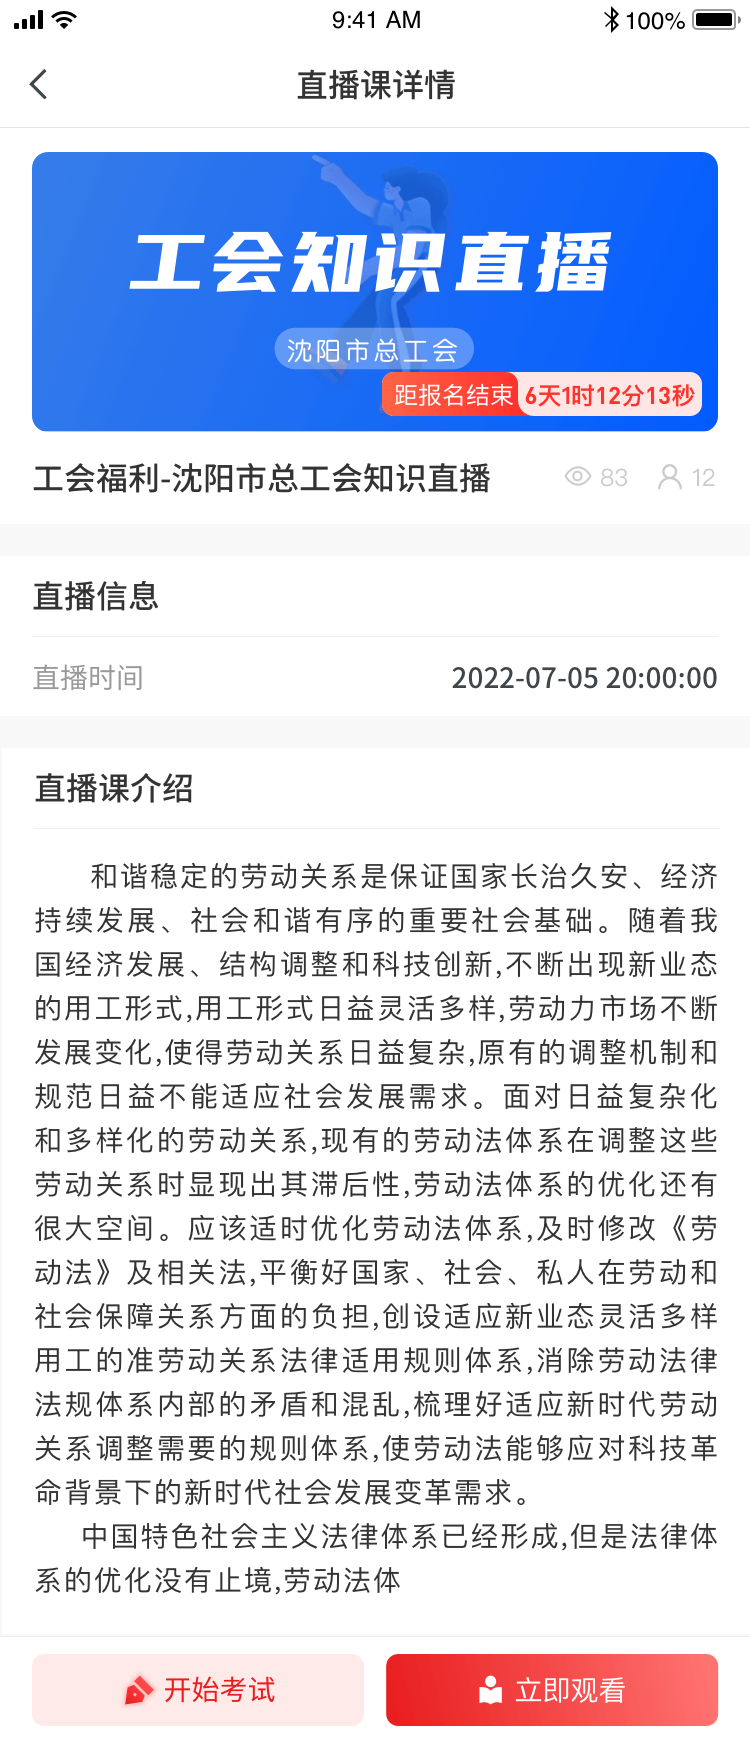 9:41 AM
100%
直播课详情
工会知识直播
沈阳市总工会
距报名结束 6天1时12分13秒
工会福利-沈阳市总工会知识直播 83 12
直播信息
直播时间 2022-07-05 20:00:00
直播课介绍
和谐稳定的劳动关系是保证国家长治久安、经济
持续发展、社会和谐有序的重要社会基础。随着我
国经济发展、结构调整和科技创新,不断出现新业态
的用工形式,用工形式日益灵活多样,劳动力市场不断
发展变化,使得劳动关系日益复杂,原有的调整机制和
规范日益不能适应社会发展需求。面对日益复杂化
和多样化的劳动关系,现有的劳动法体系在调整这些
劳动关系时显现出其滞后性,劳动法体系的优化还有
很大空间。应该适时优化劳动法体系,及时修改《劳
动法》及相关法,平衡好国家、社会、私人在劳动和
社会保障关系方面的负担,创设适应新业态灵活多样
用工的准劳动关系法律适用规则体系,消除劳动法律
法规体系内部的矛盾和混乱,梳理好适应新时代劳动
关系调整需要的规则体系,使劳动法能够应对科技革
命背景下的新时代社会发展变革需求。
中国特色社会主义法律体系已经形成,但是法律体
系的优化没有止境,劳动法体
开始考试 立即观看